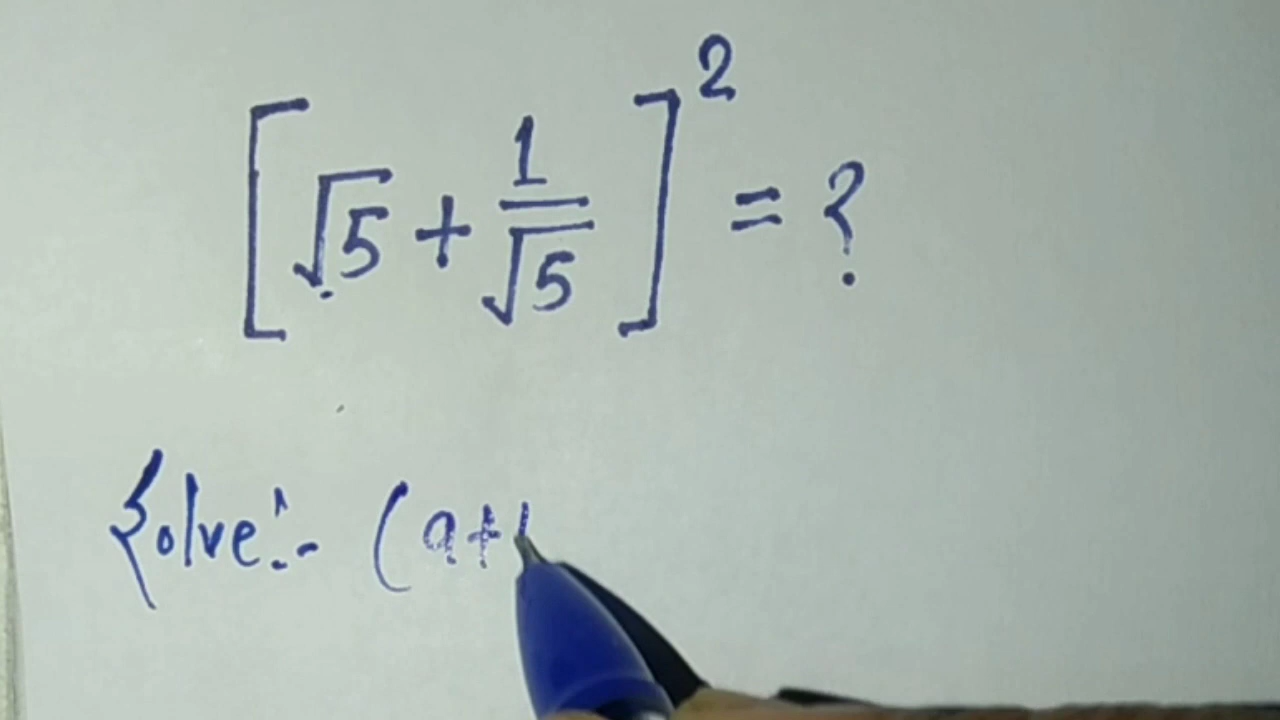 [√5 + 1/√5]² = ?
Solve:- (a+